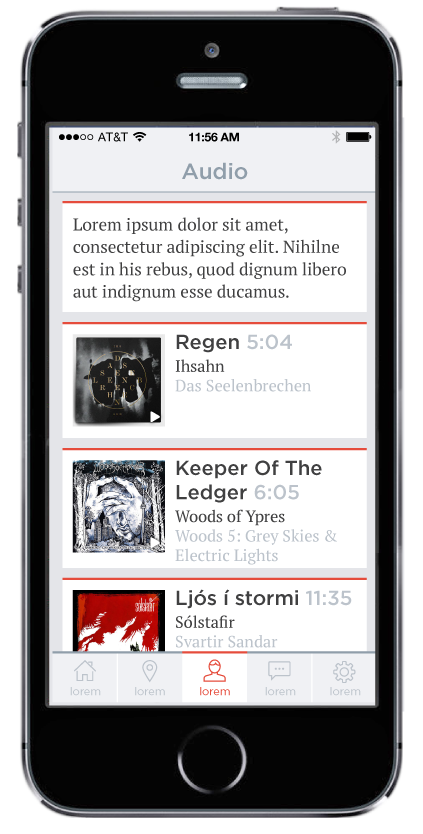 AT&T 11:56 AM
Audio
Lorem ipsum dolor sit amet,
consectetur adipiscing elit. Nihilne
est in his rebus, quod dignum libero
aut indignum esse ducamus.
Regen 5:04
Ihsahn
Das Seelenbrechen
Keeper Of The
Ledger 6:05
Woods of Ypres
Woods 5: Grey Skies &
Electric Lights
Ljós í stormi 11:35
Sólstafir
Svartir Sandar
lorem lorem lorem lorem lorem